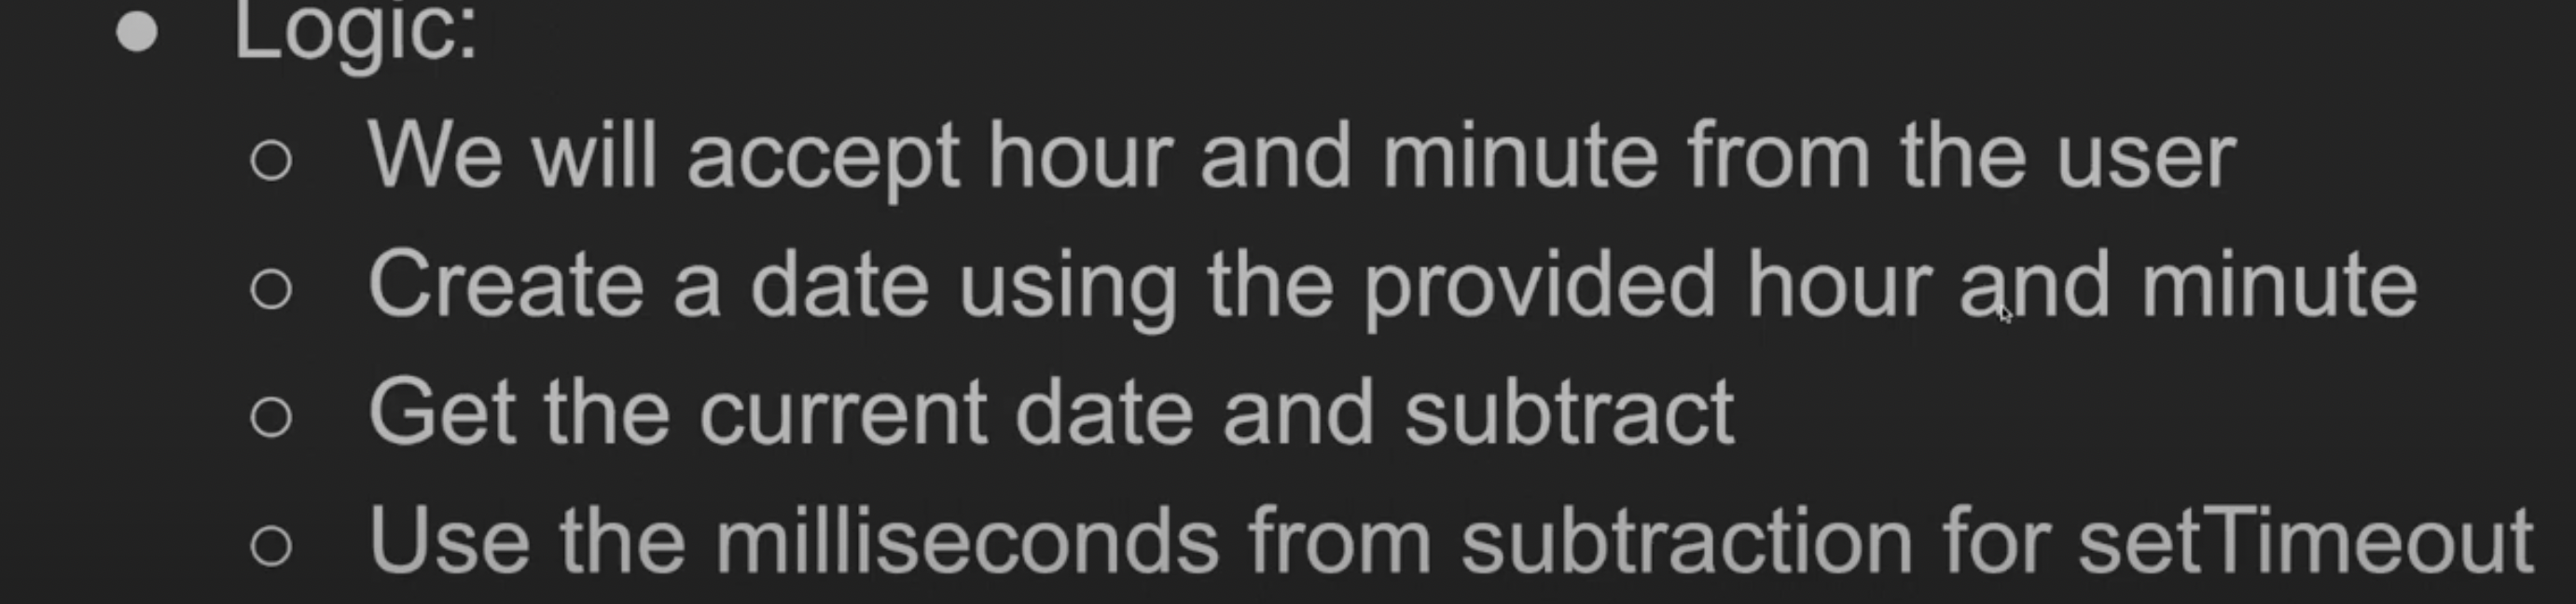 ● Logic:
○ We will accept hour and minute from the user
○ Create a date using the provided hour and minute
○ Get the current date and subtract
○ Use the milliseconds from subtraction for setTimeout